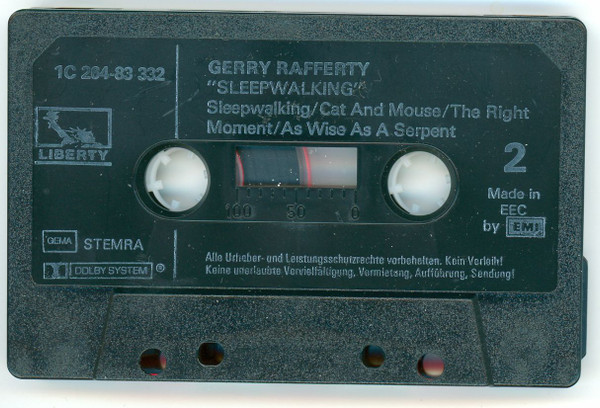 1C 264-83 332
GERRY RAFFERTY
"SLEEPWALKING"
Sleepwalking/Cat And Mouse/The Right
Moment/As Wise As A Serpent
LIBERTY
2
100 50 0
Made in
EEC
by EMI
GEMA STEMRA
DOLBY SYSTEM ®
Alle Urheber- und Leistungsschutzrechte vorbehalten. Kein Verleih!
Keine unerlaubte Vervielfältigung, Vermietung, Aufführung, Sendung!